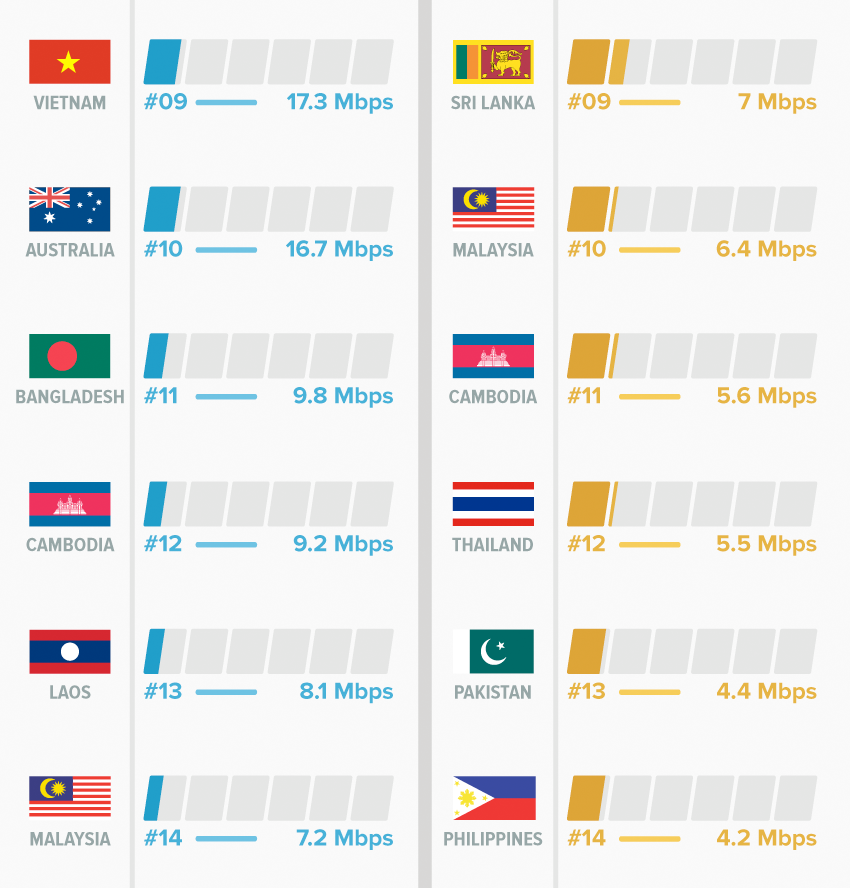 VIETNAM
#09 17.3 Mbps
AUSTRALIA
#10 16.7 Mbps
BANGLADESH
#11 9.8 Mbps
CAMBODIA
#12 9.2 Mbps
LAOS
#13 8.1 Mbps
MALAYSIA
#14 7.2 Mbps
SRI LANKA
#09 7 Mbps
MALAYSIA
#10 6.4 Mbps
CAMBODIA
#11 5.6 Mbps
THAILAND
#12 5.5 Mbps
PAKISTAN
#13 4.4 Mbps
PHILIPPINES
#14 4.2 Mbps